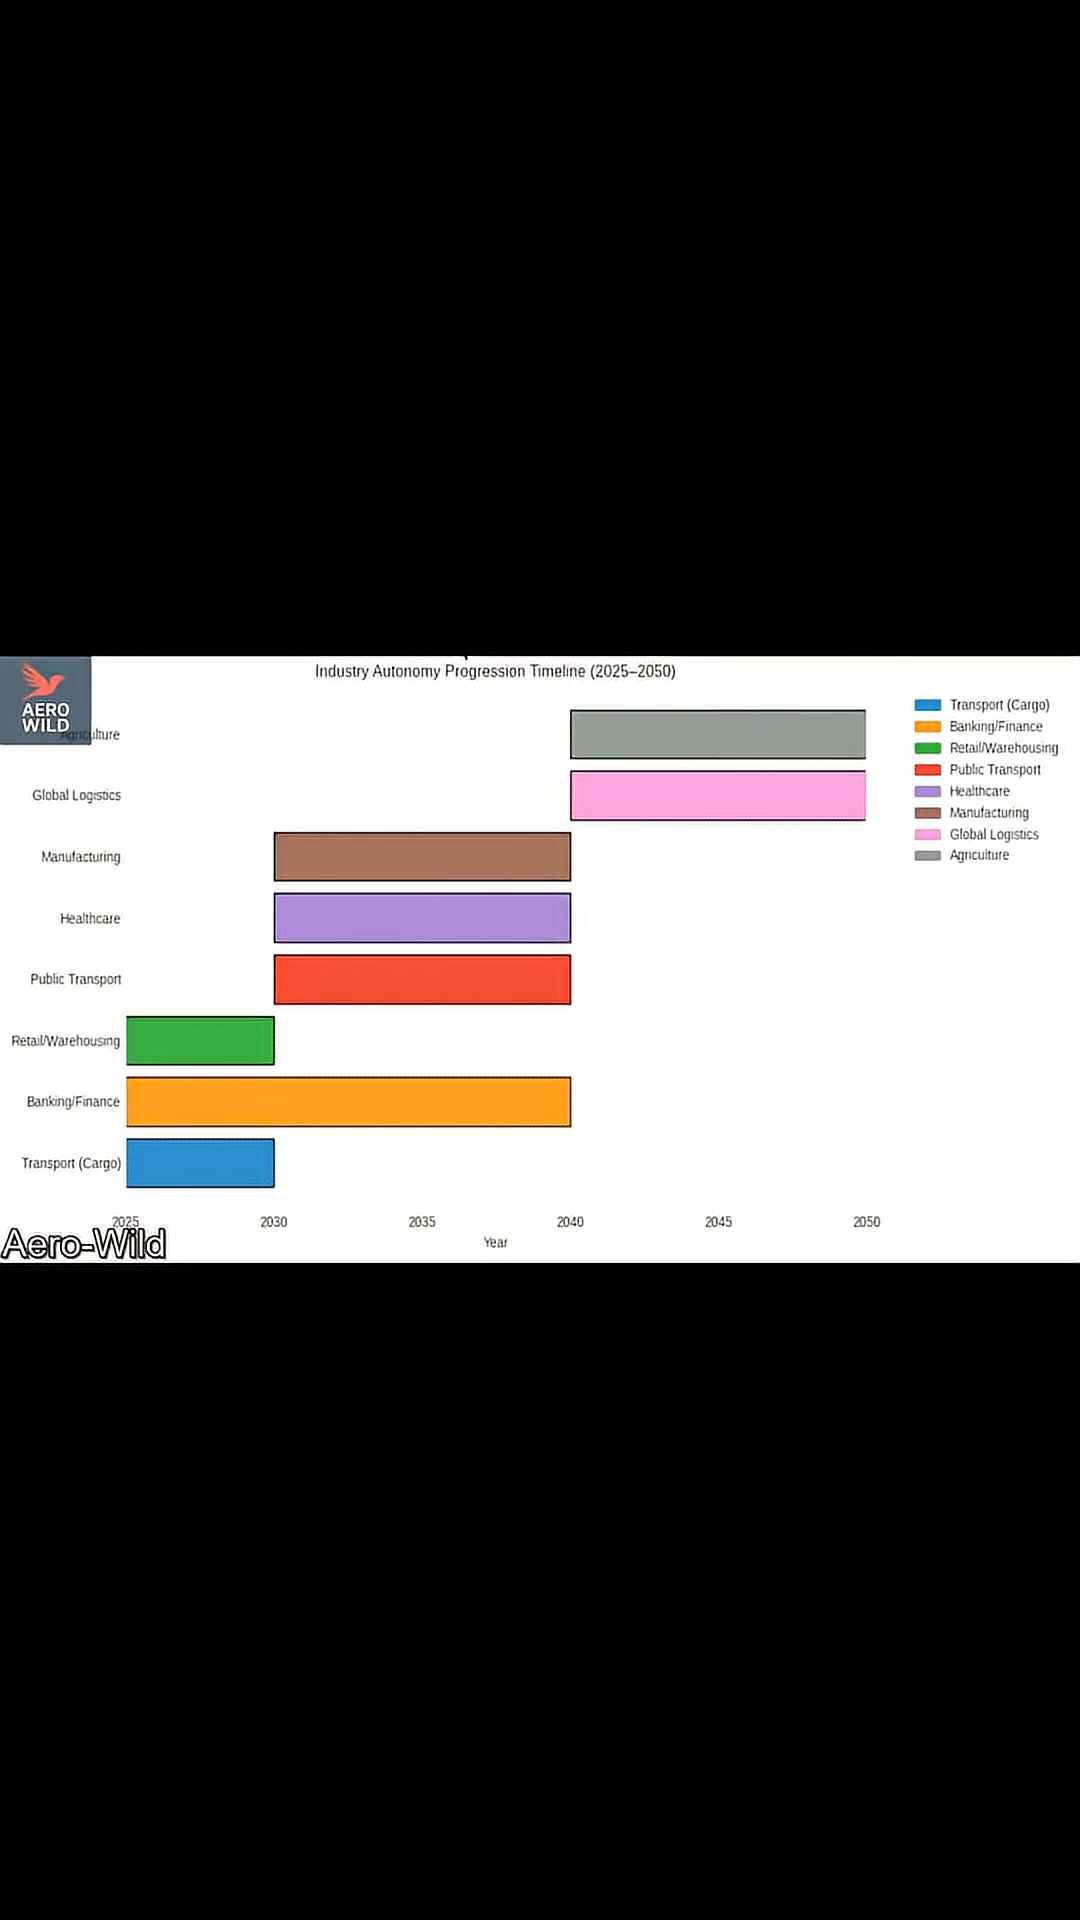 Industry Autonomy Progression Timeline (2025–2050)
AERO
WILD
Agriculture
Global Logistics
Manufacturing
Healthcare
Public Transport
Retail/Warehousing
Banking/Finance
Transport (Cargo)
Transport (Cargo)
Banking/Finance
Retail/Warehousing
Public Transport
Healthcare
Manufacturing
Global Logistics
Agriculture
2025 2030 2035 2040 2045 2050
Year
Aero-Wild